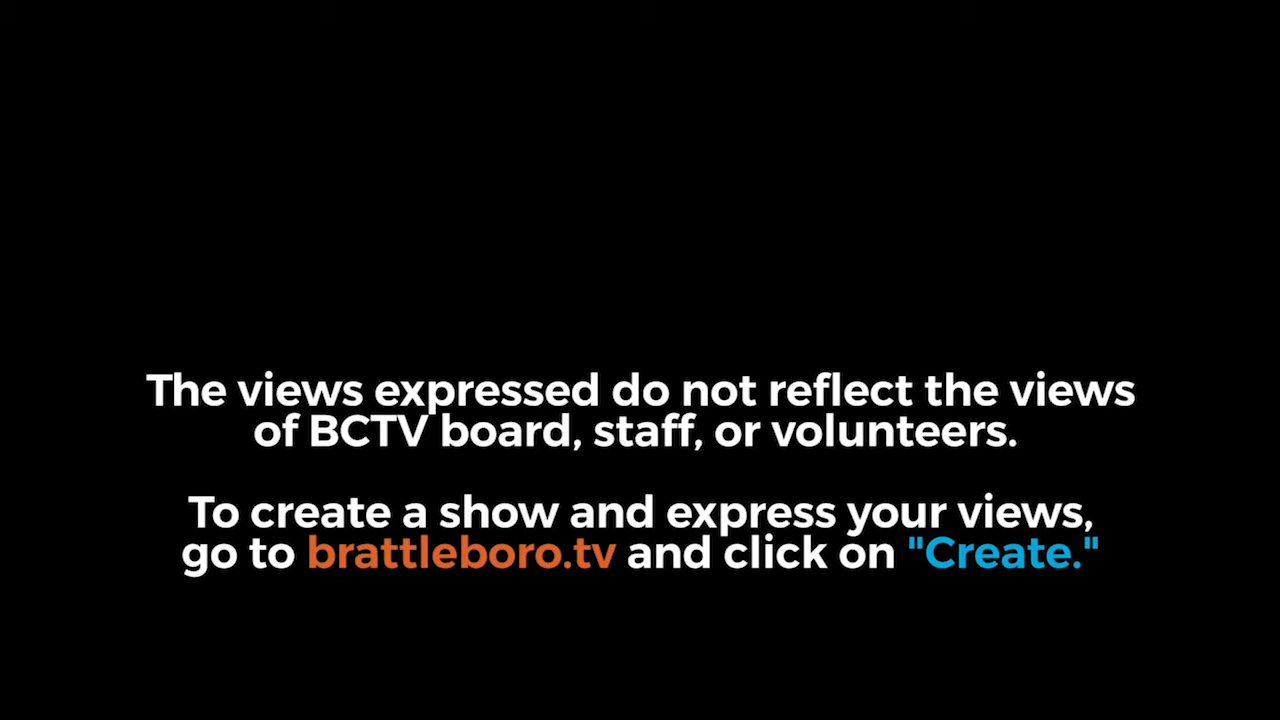 The views expressed do not reflect the views
of BCTV board, staff, or volunteers.
To create a show and express your views,
go to brattleboro.tv and click on "Create."